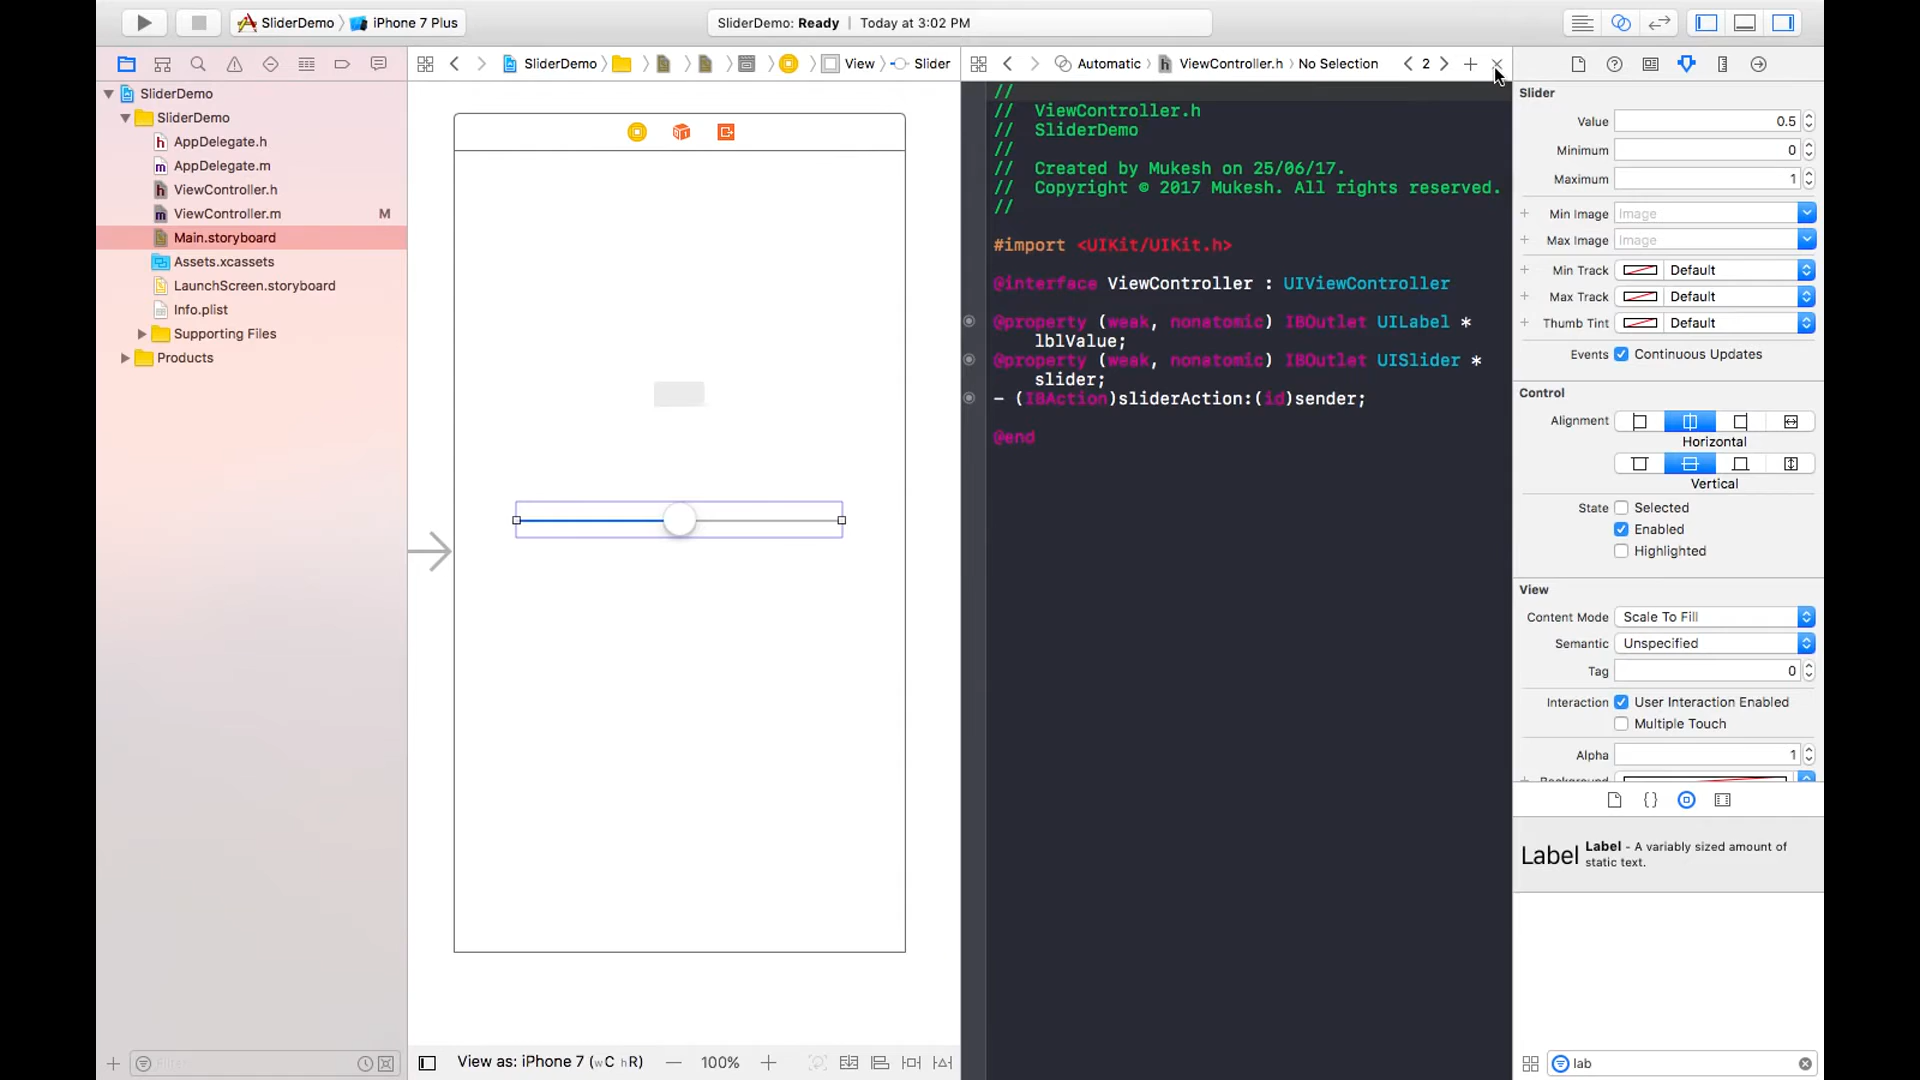 SliderDemo iPhone 7 Plus
SliderDemo: Ready | Today at 3:02 PM
SliderDemo
SliderDemo
AppDelegate.h
AppDelegate.m
ViewController.h
ViewController.m M
Main.storyboard
Assets.xcassets
LaunchScreen.storyboard
Info.plist
Supporting Files
Products
Filter
SliderDemo View Slider
View as: iPhone 7 (wC hR) — 100% +
Automatic ViewController.h No Selection < 2 > +
//
// ViewController.h
// SliderDemo
//
// Created by Mukesh on 25/06/17.
// Copyright © 2017 Mukesh. All rights reserved.
//
#import <UIKit/UIKit.h>
@interface ViewController : UIViewController
@property (weak, nonatomic) IBOutlet UILabel *
lblValue;
@property (weak, nonatomic) IBOutlet UISlider *
slider;
- (IBAction)sliderAction:(id)sender;
@end
Slider
Value 0.5
Minimum 0
Maximum 1
Min Image Image
Max Image Image
Min Track Default
Max Track Default
Thumb Tint Default
Events Continuous Updates
Control
Alignment
Horizontal
Vertical
State Selected
Enabled
Highlighted
View
Content Mode Scale To Fill
Semantic Unspecified
Tag 0
Interaction User Interaction Enabled
Multiple Touch
Alpha 1
Background
{}
Label Label - A variably sized amount of
static text.
lab